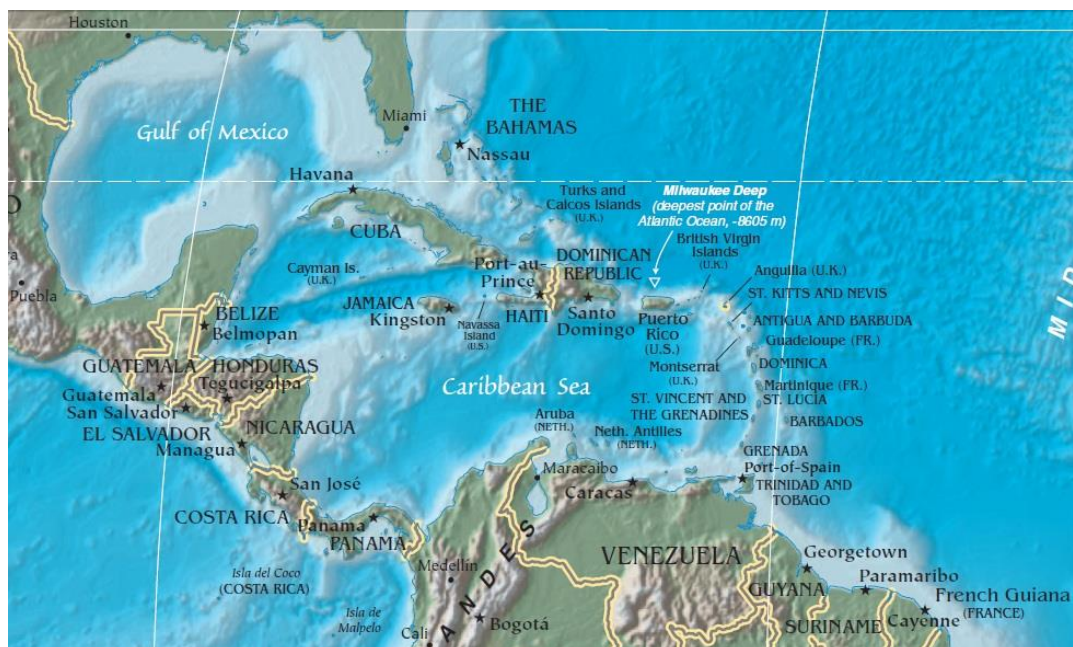 Houston
Gulf of Mexico
Miami
THE
BAHAMAS
Nassau
Havana
Turks and
Caicos Islands
(U.K.)
Milwaukee Deep
(deepest point of the
Atlantic Ocean, -8605 m)
CUBA
Cayman Is.
(U.K.)
Port-au-
Prince
DOMINICAN
REPUBLIC
British Virgin
Islands
(U.K.)
Anguilla (U.K.)
ST. KITTS AND NEVIS
Puebla
BELIZE
Belmopan
JAMAICA
Kingston
Navassa
Island
(U.S.)
HAITI
Santo
Domingo
Puerto
Rico
(U.S.)
ANTIGUA AND BARBUDA
Guadeloupe (FR.)
Montserrat
(U.K.)
DOMINICA
M I D
GUATEMALA
HONDURAS
Tegucigalpa
Guatemala
San Salvador
EL SALVADOR
Caribbean Sea
Martinique (FR.)
ST. LUCIA
ST. VINCENT AND
THE GRENADINES
BARBADOS
NICARAGUA
Managua
Aruba
(NETH.)
Neth. Antilles
(NETH.)
GRENADA
Port-of-Spain
TRINIDAD AND
TOBAGO
San José
COSTA RICA
Maracaibo
Caracas
Panama
PANAMA
Isla del Coco
(COSTA RICA)
Isla de
Malpelo
Medellín
Cali
Bogotá
ANDES
VENEZUELA
Georgetown
GUYANA
Paramaribo
SURINAME
French Guiana
(FRANCE)
Cayenne